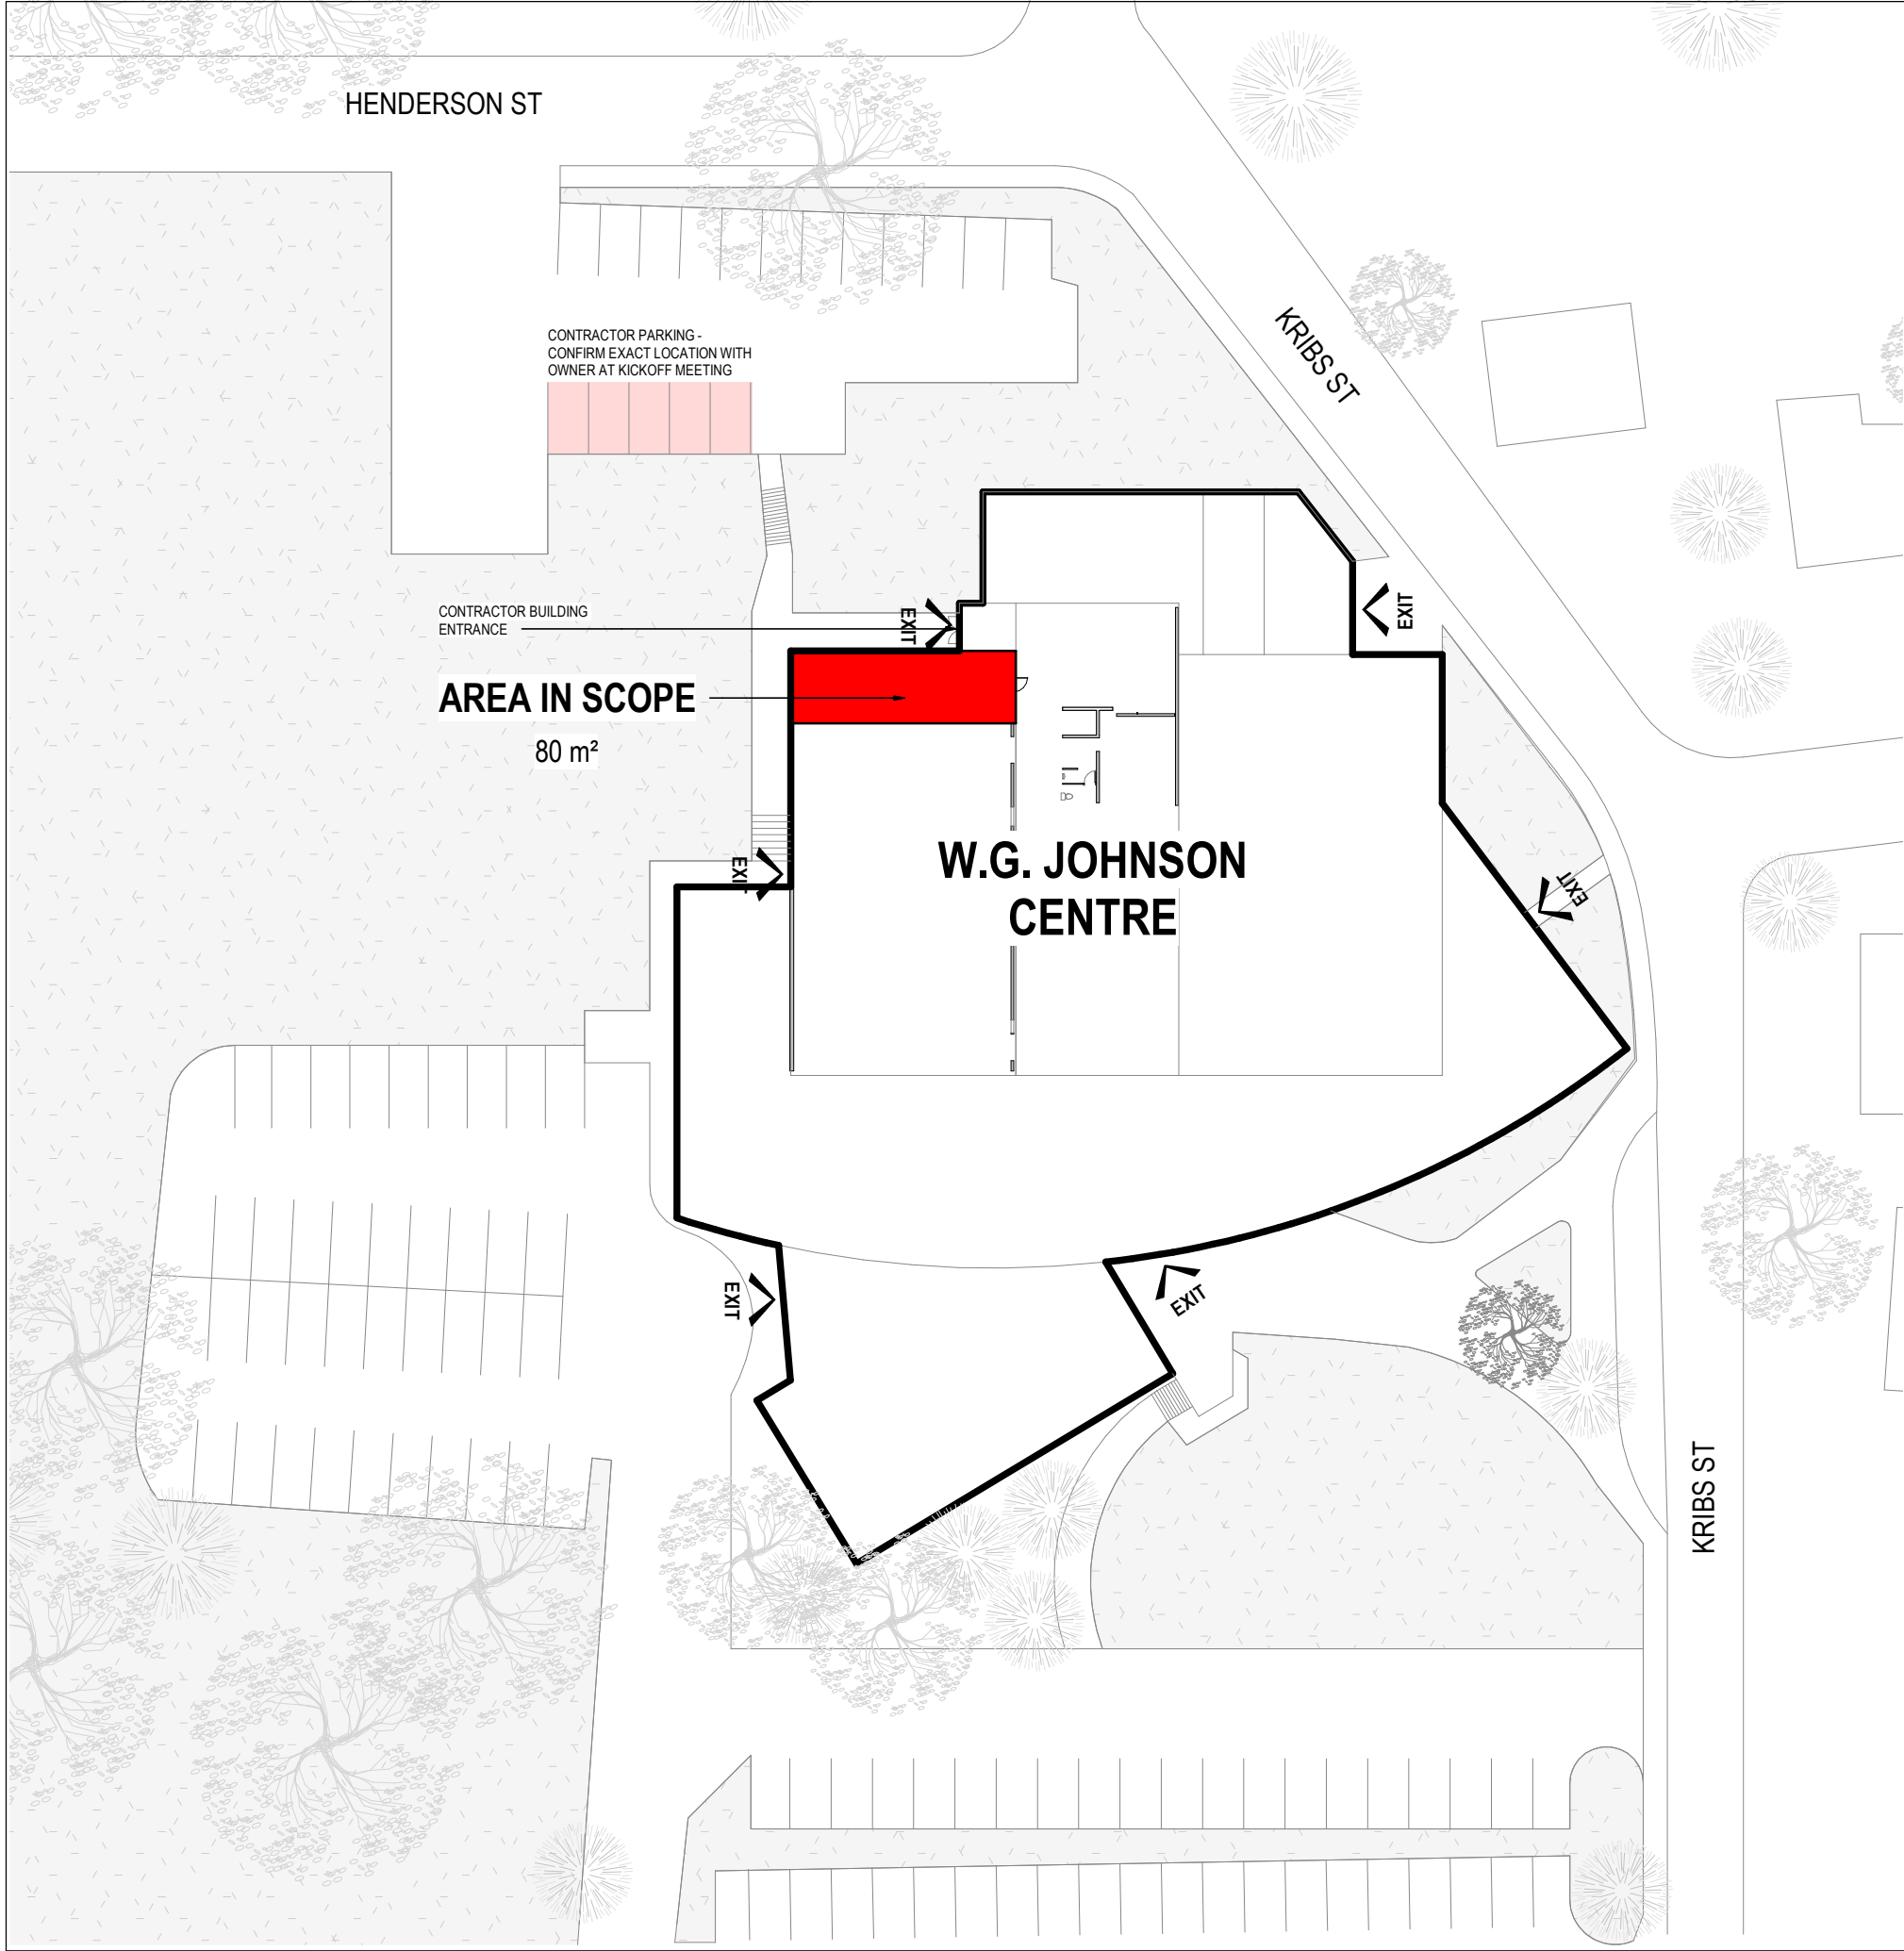 HENDERSON ST
KRIBS ST
CONTRACTOR PARKING -
CONFIRM EXACT LOCATION WITH
OWNER AT KICKOFF MEETING
CONTRACTOR BUILDING
ENTRANCE
EXIT
EXIT
AREA IN SCOPE
80 m²
W.G. JOHNSON
CENTRE
EXIT
EXIT
EXIT
EXIT
KRIBS ST